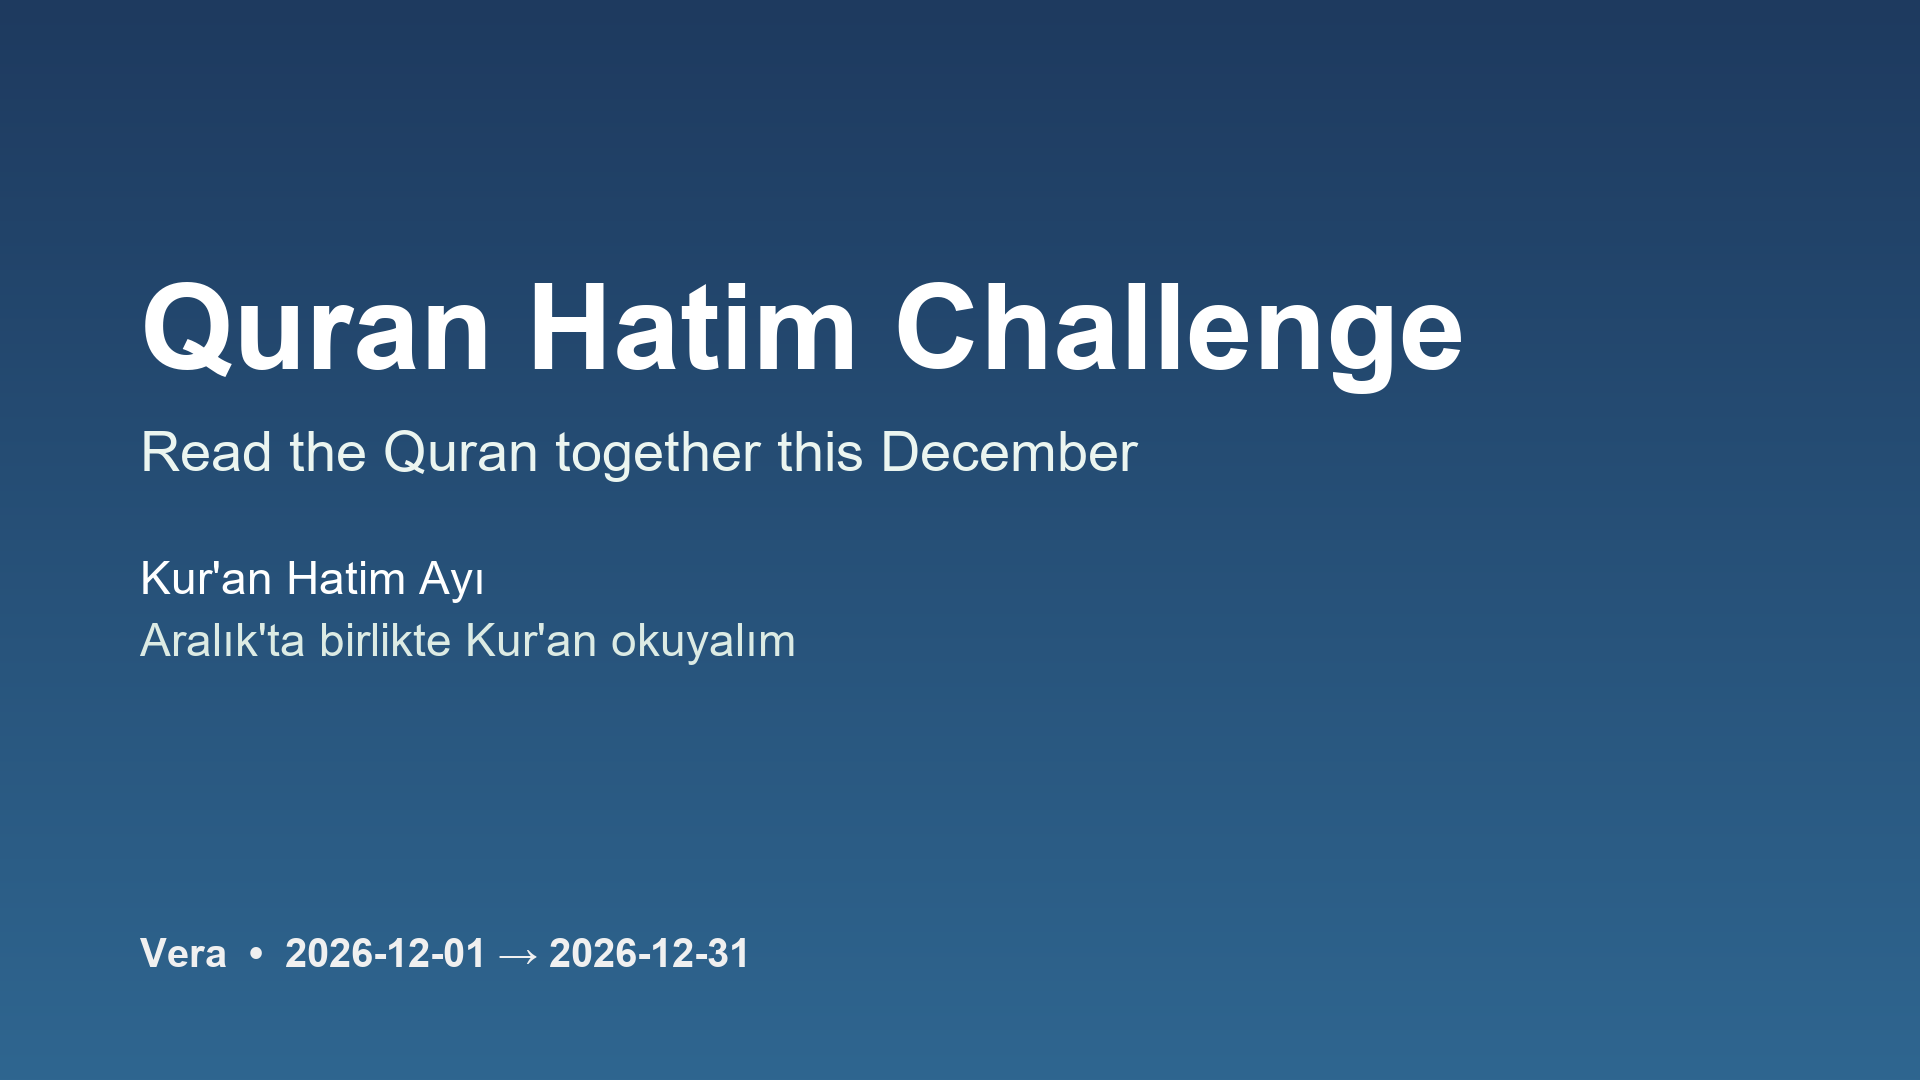 Quran Hatim Challenge
Read the Quran together this December
Kur'an Hatim Ayı
Aralık'ta birlikte Kur'an okuyalım
Vera • 2026-12-01 → 2026-12-31